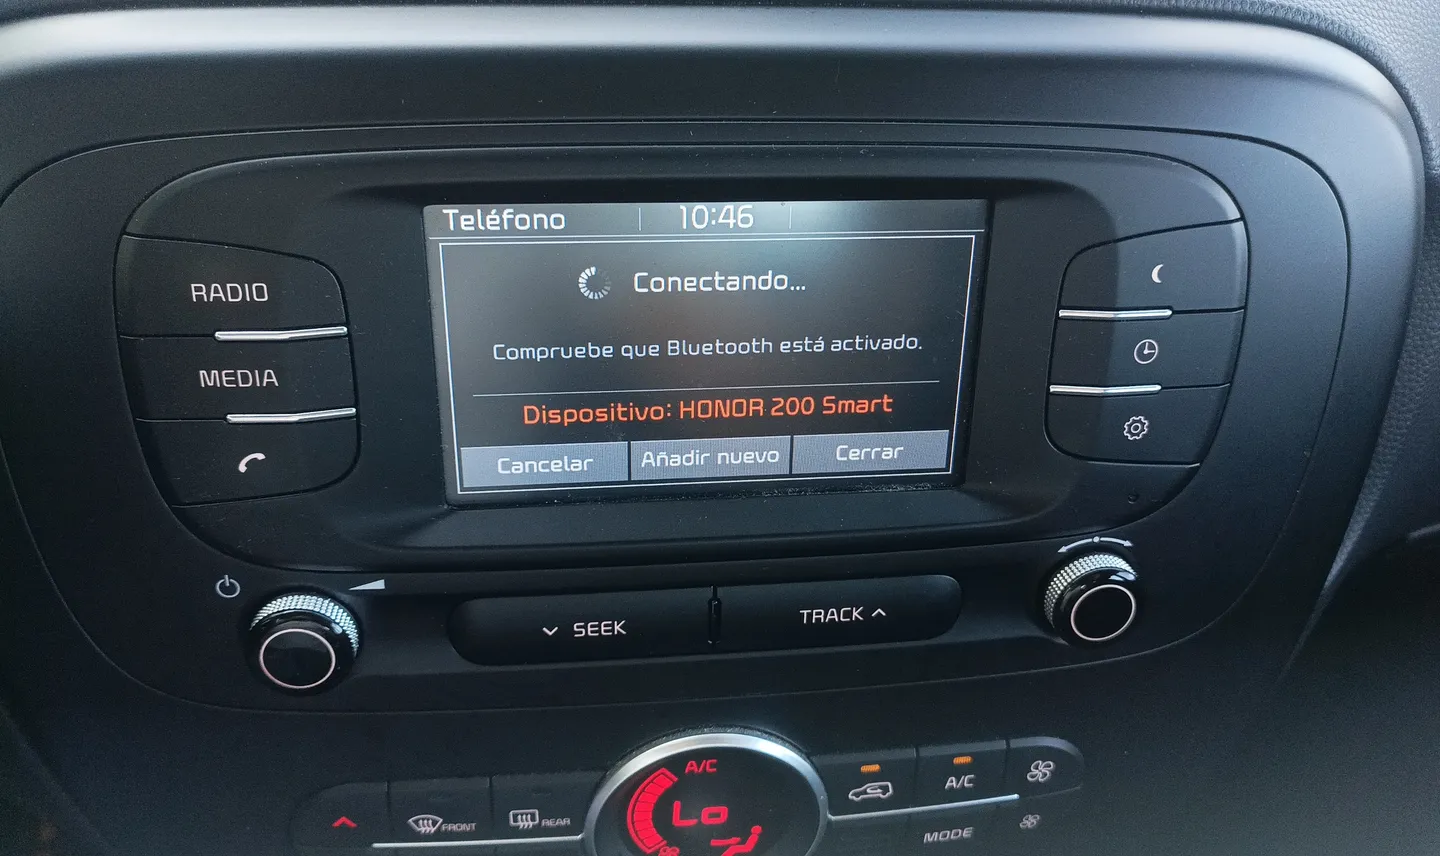 Teléfono 10:46
Conectando...
Compruebe que Bluetooth está activado.
Dispositivo: HONOR 200 Smart
Cancelar Añadir nuevo Cerrar
RADIO
MEDIA
SEEK TRACK
A/C
Lo
FRONT REAR
A/C
MODE